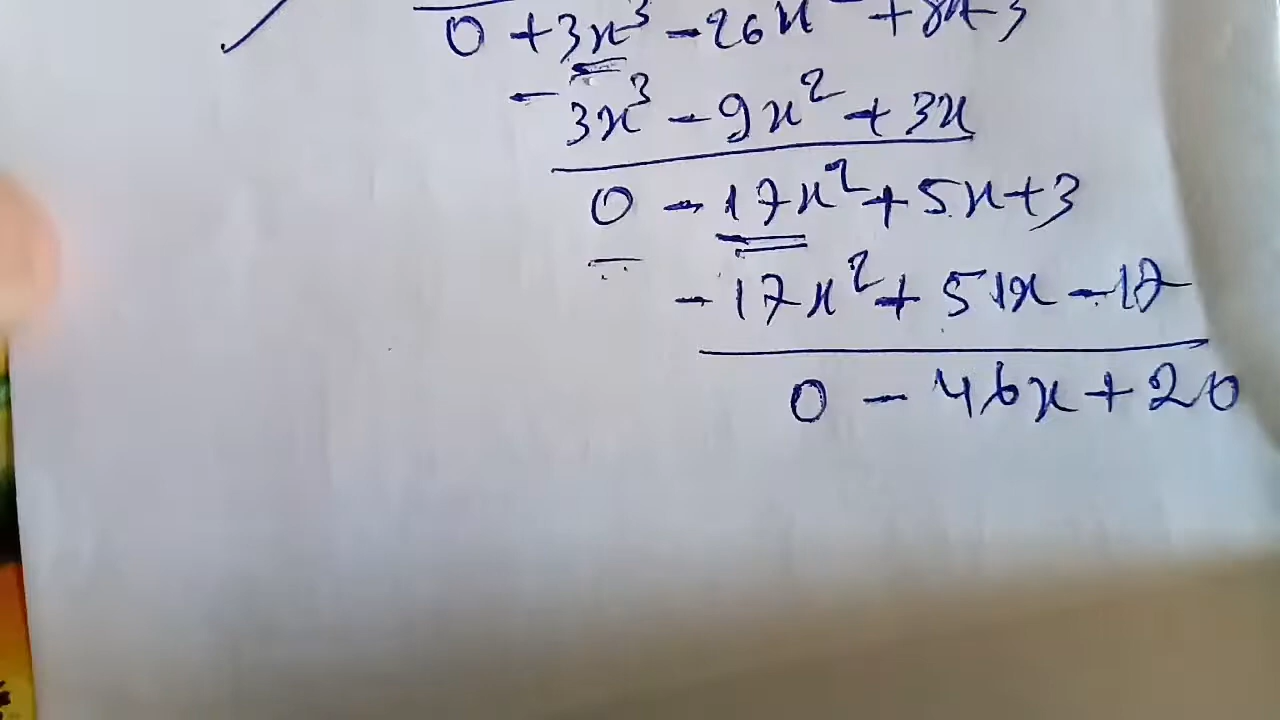 0 +3x³ -26x² +8x+3
- 3x³ - 9x² + 3x
0 - 17x² + 5x + 3
- 17x² + 51x - 17
0 - 46x + 20